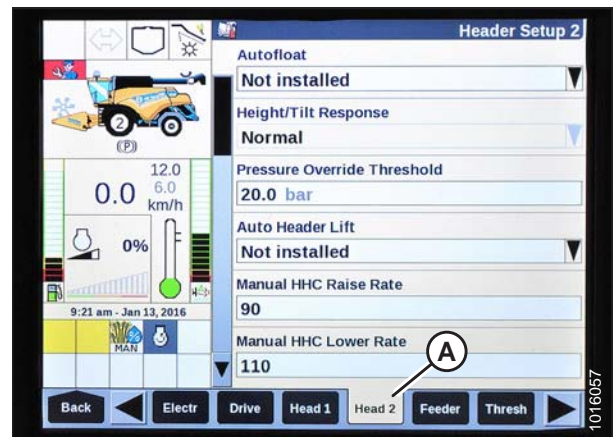 Header Setup 2
Autofloat
Not installed
Height/Tilt Response
Normal
Pressure Override Threshold
20.0 bar
Auto Header Lift
Not installed
Manual HHC Raise Rate
90
Manual HHC Lower Rate
110
2
(P)
12.0
0.0 6.0
km/h
0%
9:21 am - Jan 13, 2016
MAN
A
Back Electr Drive Head 1 Head 2 Feeder Thresh
1016057